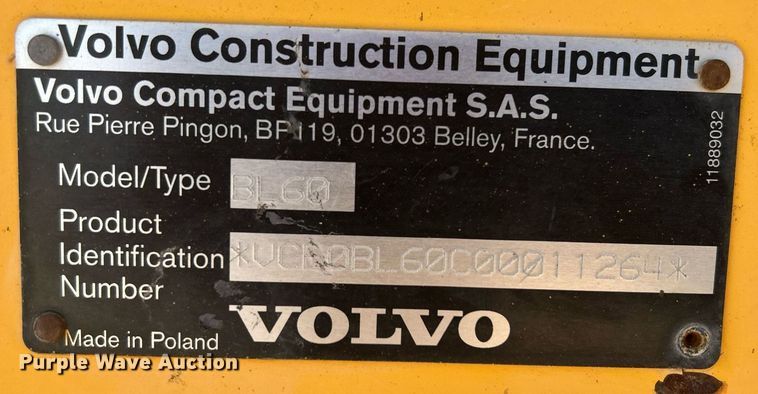 Volvo Construction Equipment
Volvo Compact Equipment S.A.S.
Rue Pierre Pingon, BP 119, 01303 Belley, France.
11889032
Model/Type BL60
Product
Identification
Number
VOLVO
Made in Poland
Purple Wave Auction